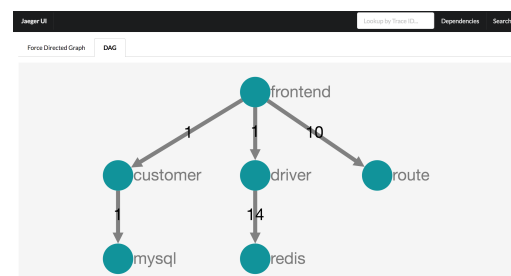 Jaeger UI Lookup by Trace ID... Dependencies Search
Force Directed Graph DAG
frontend
1 1 10
customer driver route
1 14
mysql redis